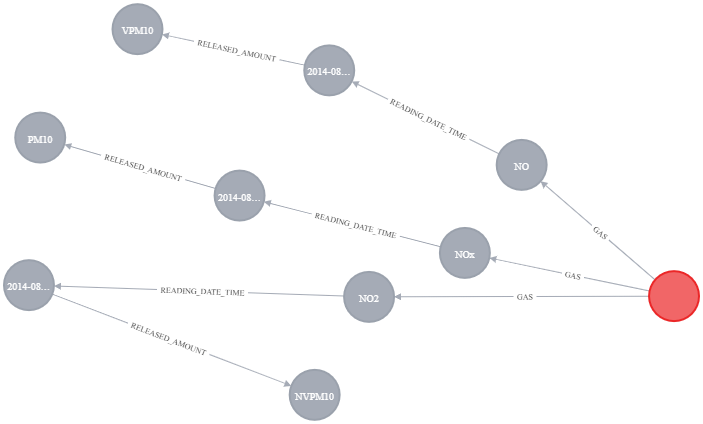 VPM10
RELEASED_AMOUNT
2014-08...
READING_DATE_TIME
NO
GAS
PM10
RELEASED_AMOUNT
2014-08...
READING_DATE_TIME
NOx
GAS
2014-08...
READING_DATE_TIME
NO2
GAS
RELEASED_AMOUNT
NVPM10